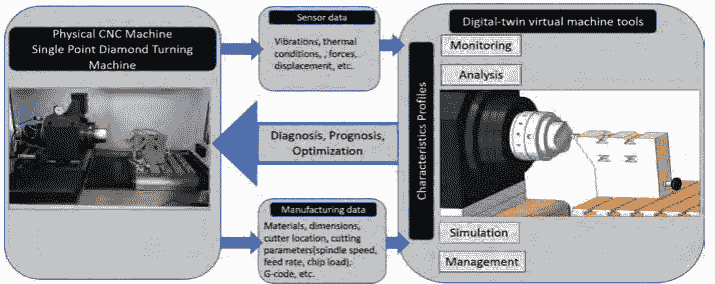 Physical CNC Machine
Single Point Diamond Turning
Machine
Sensor data
Vibrations, thermal
conditions, , forces,
displacement, etc.
Diagnosis, Prognosis,
Optimization
Manufacturing data
Materials, dimensions,
cutter location, cutting
parameters(spindle speed,
feed rate, chip load),
G-code, etc.
Digital-twin virtual machine tools
Characteristics Profiles
Monitoring
Analysis
Simulation
Management